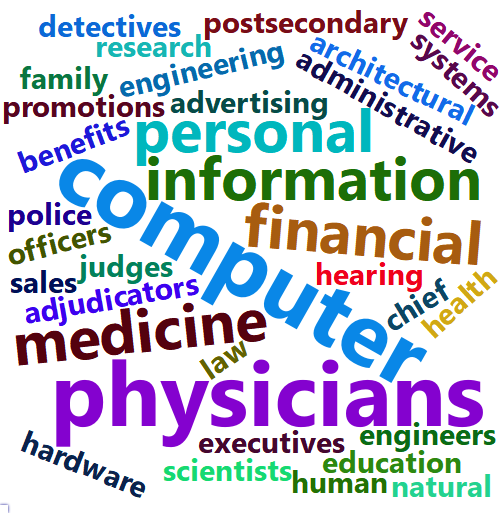 detectives
postsecondary
service
research
engineering
architectural
systems
family
administrative
promotions
advertising
benefits
personal
information
computer
police
financial
officers
judges
hearing
sales
adjudicators
chief
health
medicine
law
physicians
executives
engineers
hardware
scientists
education
human
natural